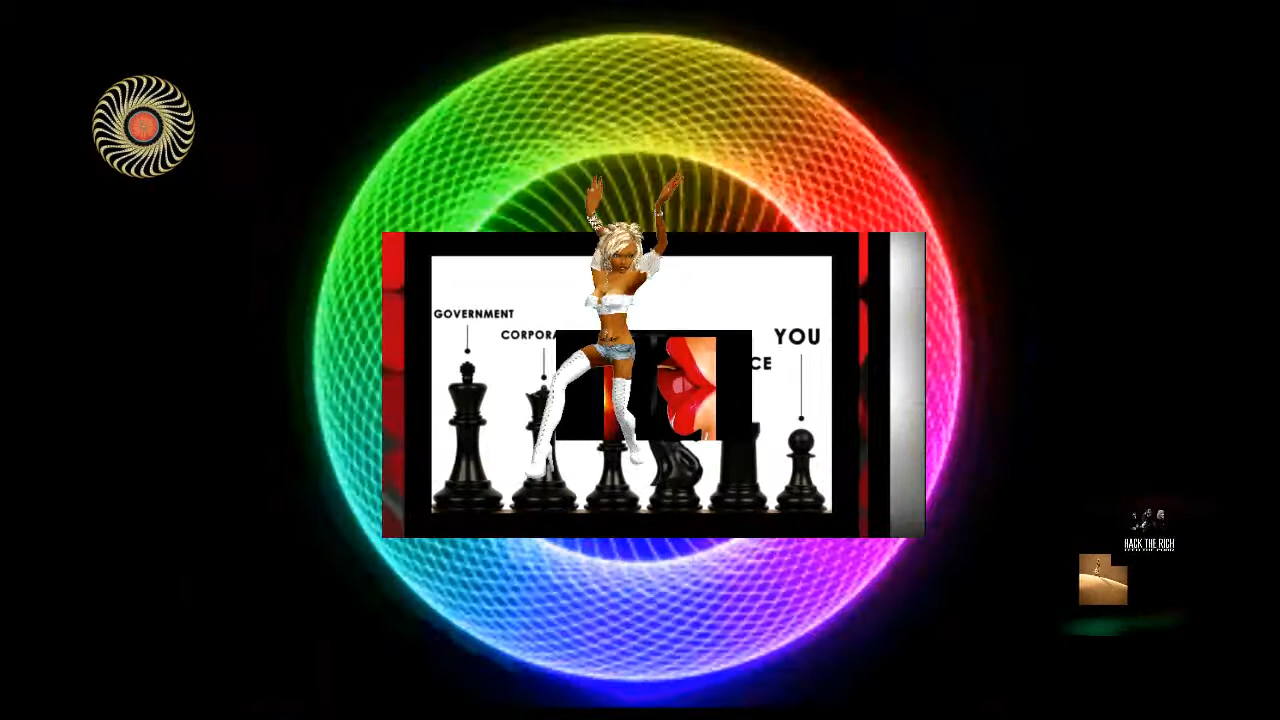 GOVERNMENT
CORPORA
YOU
CE
HACK THE RICH